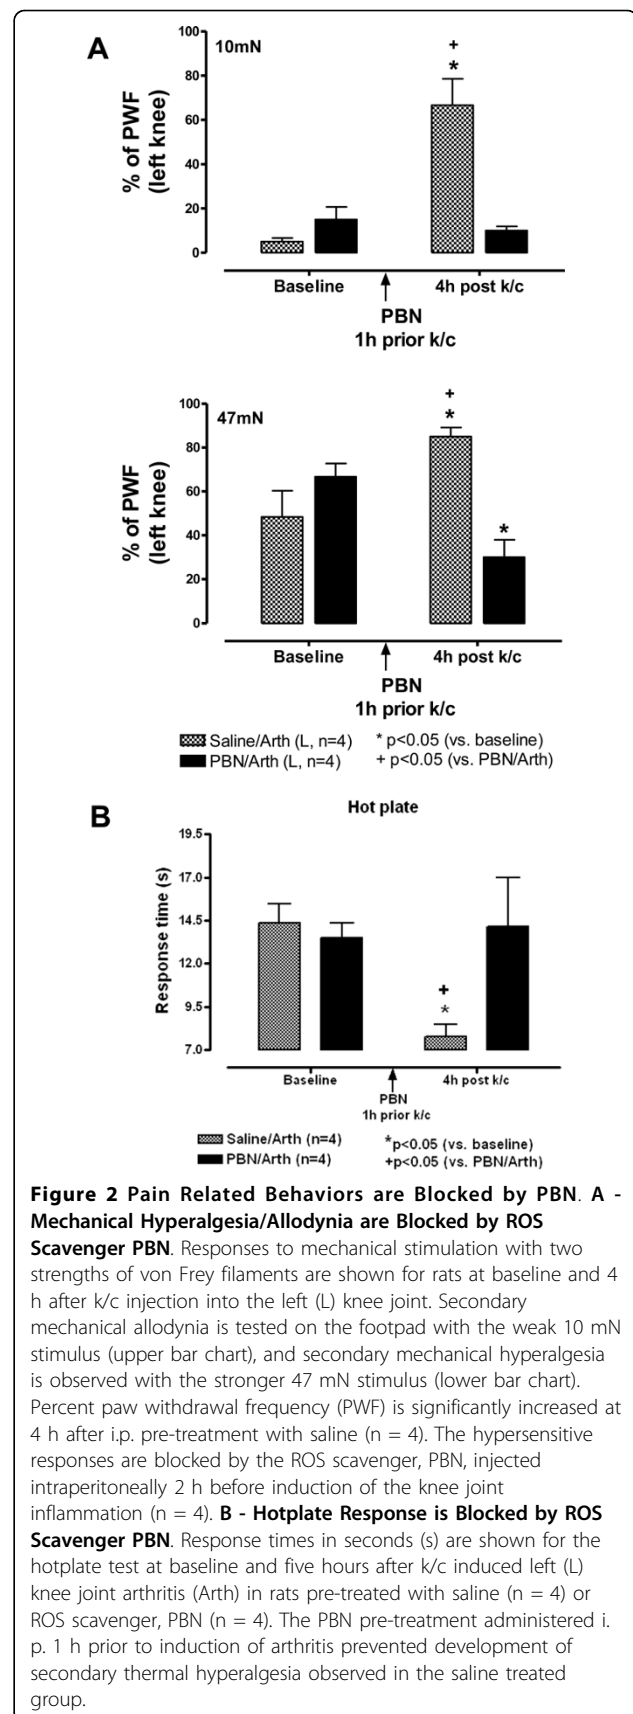 A
10mN
100
80
60
40
20
0
% of PWF
(left knee)
+
*
Baseline
4h post k/c
PBN
1h prior k/c
47mN
100
80
60
40
20
0
% of PWF
(left knee)
+
*
*
Baseline
4h post k/c
PBN
1h prior k/c
Saline/Arth (L, n=4)
* p<0.05 (vs. baseline)
PBN/Arth (L, n=4)
+ p<0.05 (vs. PBN/Arth)
B
Hot plate
19.5
17.0
14.5
12.0
9.5
7.0
Response time (s)
+
*
Baseline
4h post k/c
PBN
1h prior k/c
Saline/Arth (n=4)
*p<0.05 (vs. baseline)
PBN/Arth (n=4)
+p<0.05 (vs. PBN/Arth)
Figure 2 Pain Related Behaviors are Blocked by PBN. A -
Mechanical Hyperalgesia/Allodynia are Blocked by ROS
Scavenger PBN. Responses to mechanical stimulation with two
strengths of von Frey filaments are shown for rats at baseline and 4
h after k/c injection into the left (L) knee joint. Secondary
mechanical allodynia is tested on the footpad with the weak 10 mN
stimulus (upper bar chart), and secondary mechanical hyperalgesia
is observed with the stronger 47 mN stimulus (lower bar chart).
Percent paw withdrawal frequency (PWF) is significantly increased at
4 h after i.p. pre-treatment with saline (n = 4). The hypersensitive
responses are blocked by the ROS scavenger, PBN, injected
intraperitoneally 2 h before induction of the knee joint
inflammation (n = 4). B - Hotplate Response is Blocked by ROS
Scavenger PBN. Response times in seconds (s) are shown for the
hotplate test at baseline and five hours after k/c induced left (L)
knee joint arthritis (Arth) in rats pre-treated with saline (n = 4) or
ROS scavenger, PBN (n = 4). The PBN pre-treatment administered i.
p. 1 h prior to induction of arthritis prevented development of
secondary thermal hyperalgesia observed in the saline treated
group.